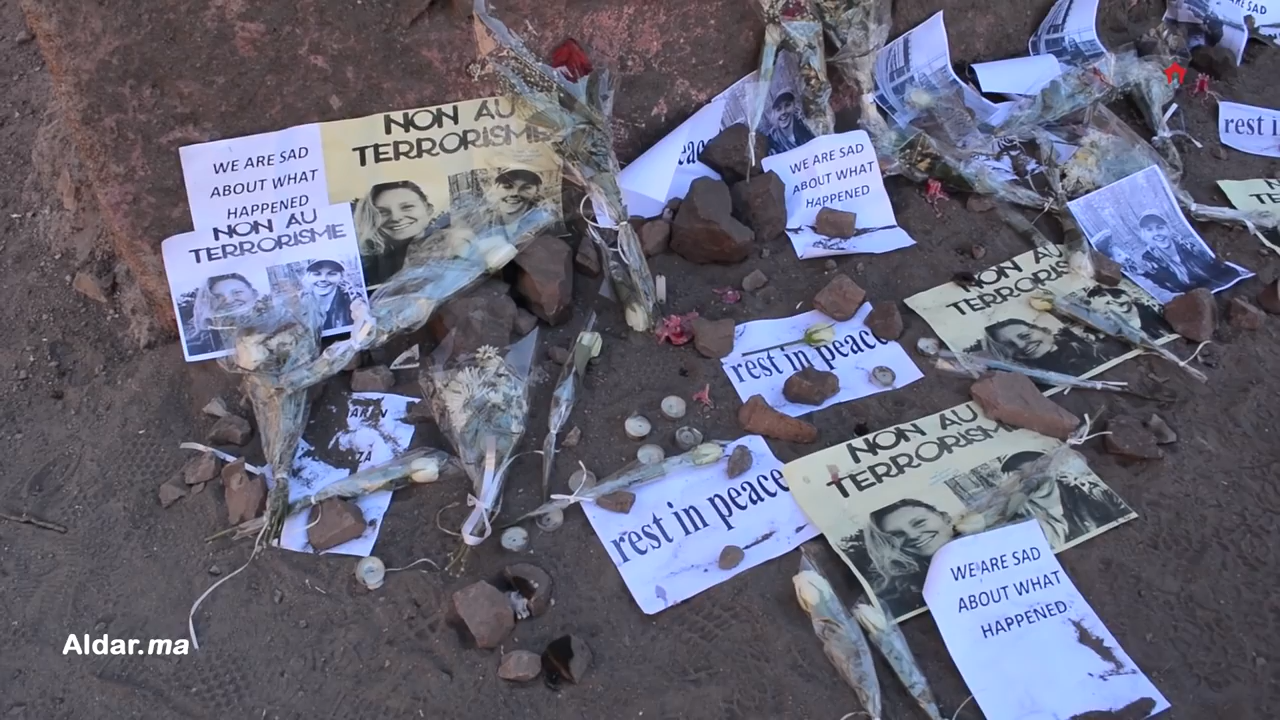 WE ARE SAD
ABOUT WHAT
HAPPENED
NON AU
TERRORISME
NON AU
TERRORISME
WE ARE SAD
ABOUT WHAT
HAPPENED
rest i
rest in peace
NON AU
TERRORISME
NON AU
TERRORISME
rest in peace
WE ARE SAD
ABOUT WHAT
HAPPENED
Aldar.ma